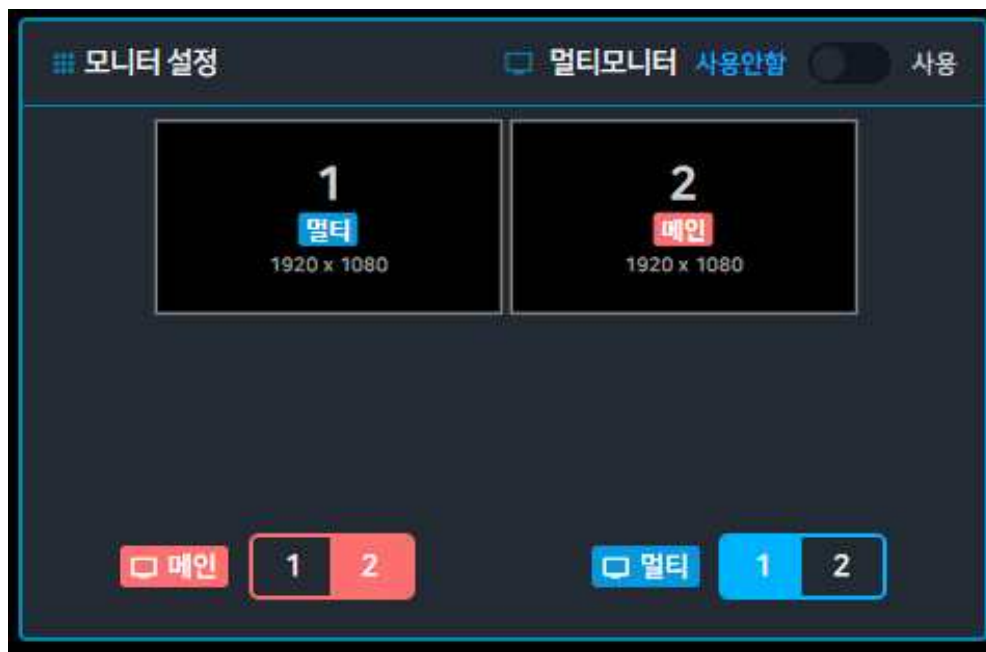 모니터 설정
멀티모니터 사용안함 사용
1
멀티
1920 x 1080
2
메인
1920 x 1080
메인 1 2
멀티 1 2